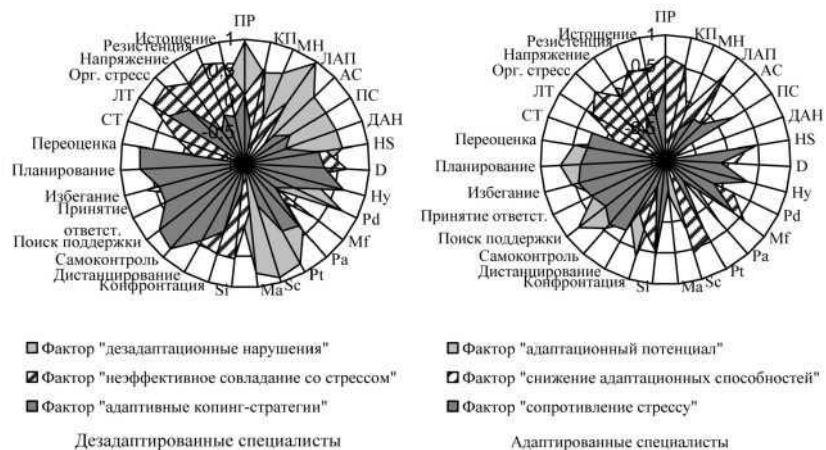 ПР
КП
МН
ЛАП
АС
ПС
ДАН
HS
D
Hy
Pd
Mf
Pa
Pt
Sc
Ma
Si
Конфронтация
Дистанцирование
Самоконтроль
Поиск поддержки
Принятие
ответст.
Избегание
Планирование
Переоценка
СТ
ЛТ
Орг. стресс
Напряжение
Резистенция
Истощение
1
0,5
0
-0,5
Фактор "дезадаптационные нарушения"
Фактор "неэффективное совладание со стрессом"
Фактор "адаптивные копинг-стратегии"
Дезадаптированные специалисты
ПР
КП
МН
ЛАП
АС
ПС
ДАН
HS
D
Hy
Pd
Mf
Pa
Pt
Sc
Ma
Si
Конфронтация
Дистанцирование
Самоконтроль
Поиск поддержки
Принятие ответст.
Избегание
Планирование
Переоценка
СТ
ЛТ
Орг. стресс
Напряжение
Резистенция
Истощение
1
0,5
0
-0,5
Фактор "адаптационный потенциал"
Фактор "снижение адаптационных способностей"
Фактор "сопротивление стрессу"
Адаптированные специалисты